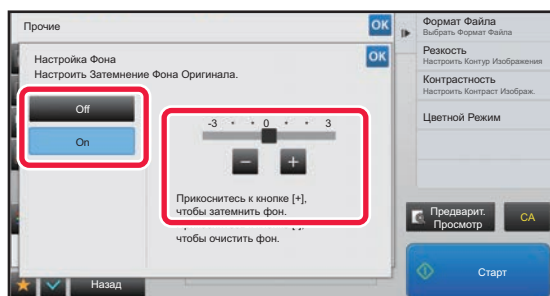 Прочие
OK
Настройка Фона
OK
Настроить Затемнение Фона Оригинала.
Off
On
-3 • • 0 • • 3
− +
Прикоснитесь к кнопке [+],
чтобы затемнить фон.
чтобы очистить фон.
Назад
Формат Файла
Выбрать Формат Файла
Резкость
Настроить Контур Изображения
Контрастность
Настроить Контраст Изображ.
Цветной Режим
Предварит.
Просмотр
CA
Старт